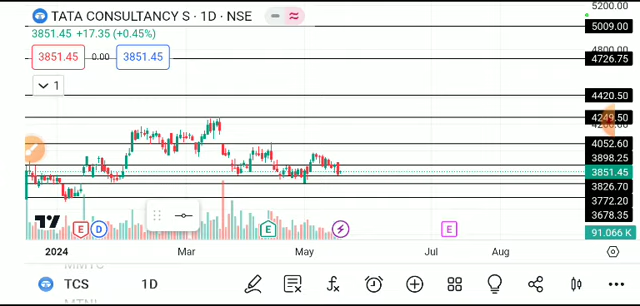 5200.00
TATA CONSULTANCY S · 1D · NSE
5009.00
3851.45 +17.35 (+0.45%)
4800.00
3851.45 0.00 3851.45
4726.75
1
4420.50
4249.50
4052.60
3898.25
3851.45
3826.70
3772.20
3678.35
E D E E
91.066 K
2024 Mar May Jul Aug
TCS 1D